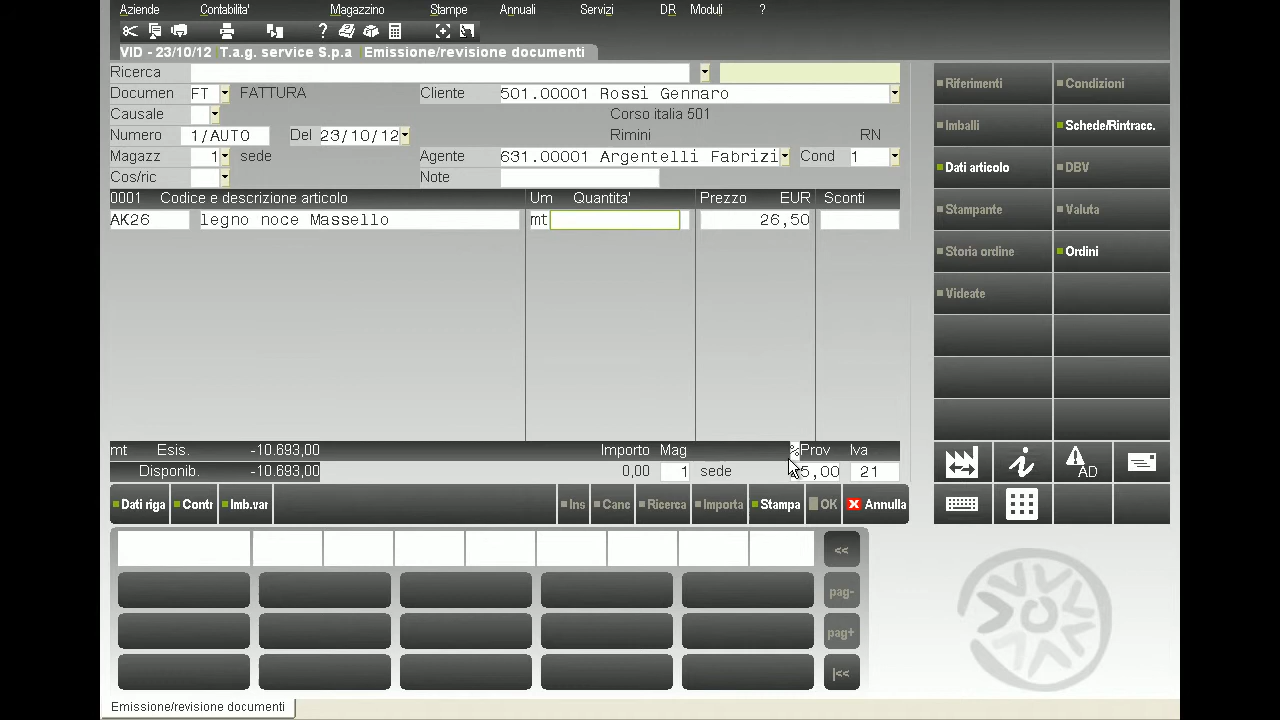 Aziende Contabilita' Magazzino Stampe Annuali Servizi DR Moduli ?
VID - 23/10/12 T.a.g. service S.p.a Emissione/revisione documenti
Ricerca
Documen FT FATTURA Cliente 501.00001 Rossi Gennaro
Causale Corso italia 501
Numero 1/AUTO Del 23/10/12 Rimini RN
Magazz 1 sede Agente 631.00001 Argentelli Fabrizi Cond 1
Cos/ric Note
0001 Codice e descrizione articolo Um Quantita' Prezzo EUR Sconti
AK26 legno noce Massello mt 26,50
mt Esis. -10.693,00 Importo Mag % Prov Iva
Disponib. -10.693,00 0,00 1 sede 5,00 21
Dati riga Contr Imb.var Ins Canc Ricerca Importa Stampa OK Annulla
<<
pag-
pag+
|<<
Riferimenti Condizioni
Imballi Schede/Rintracc.
Dati articolo DBV
Stampante Valuta
Storia ordine Ordini
Videate
i AD
Emissione/revisione documenti